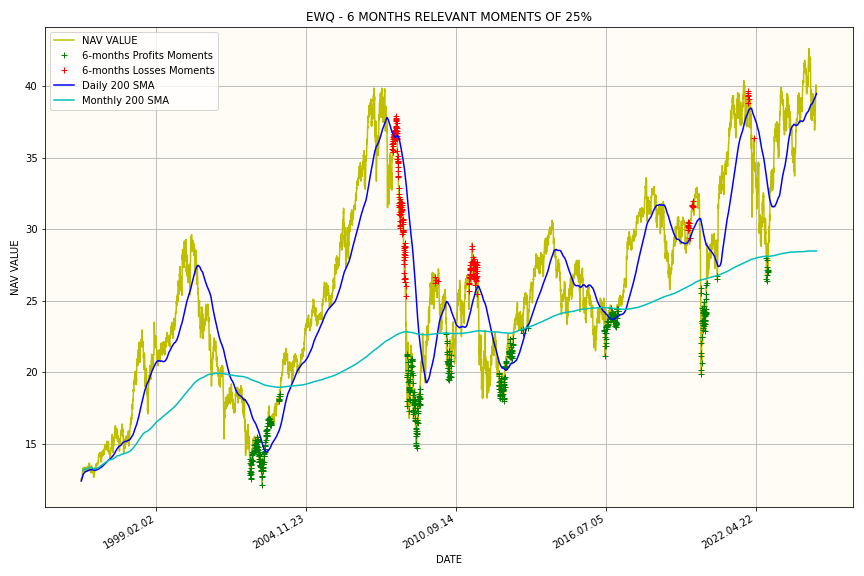 EWQ - 6 MONTHS RELEVANT MOMENTS OF 25%
NAV VALUE
6-months Profits Moments
6-months Losses Moments
Daily 200 SMA
Monthly 200 SMA
40
35
30
25
20
15
NAV VALUE
1999.02.02
2004.11.23
2010.09.14
2016.07.05
2022.04.22
DATE